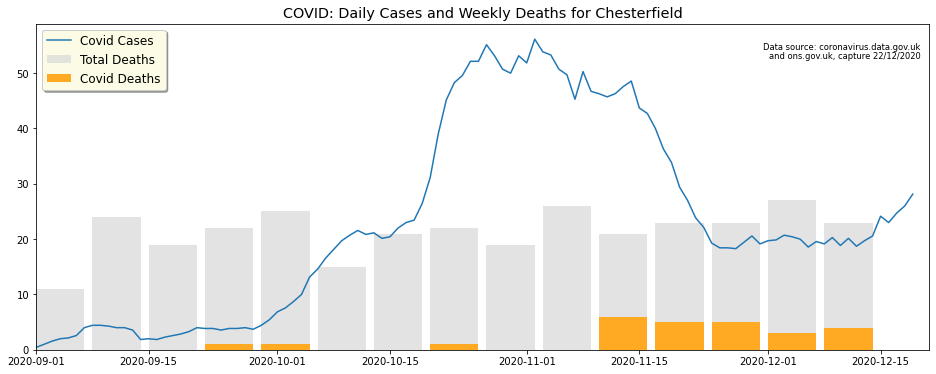 COVID: Daily Cases and Weekly Deaths for Chesterfield
Covid Cases
Total Deaths
Covid Deaths
Data source: coronavirus.data.gov.uk
and ons.gov.uk, capture 22/12/2020
50
40
30
20
10
0
2020-09-01
2020-09-15
2020-10-01
2020-10-15
2020-11-01
2020-11-15
2020-12-01
2020-12-15